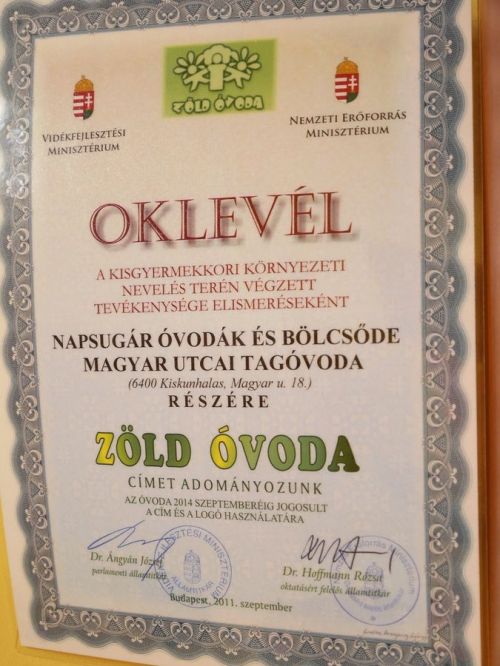 ZÖLD ÓVODA
VIDÉKFEJLESZTÉSI
MINISZTÉRIUM
NEMZETI ERŐFORRÁS
MINISZTÉRIUM
OKLEVÉL
A KISGYERMEKKORI KÖRNYEZETI
NEVELÉS TERÉN VÉGZETT
TEVÉKENYSÉGE ELISMERÉSEKÉNT
NAPSUGÁR ÓVODÁK ÉS BÖLCSŐDE
MAGYAR UTCAI TAGÓVODA
(6400 Kiskunhalas, Magyar u. 18.)
RÉSZÉRE
ZÖLD ÓVODA
CÍMET ADOMÁNYOZUNK
AZ ÓVODA 2014 SZEPTEMBERÉIG JOGOSULT
A CÍM ÉS A LOGÓ HASZNÁLATÁRA
Dr. Ángyán József
parlamenti államtitkár
Dr. Hoffmann Rózsa
oktatásért felelős államtitkár
Budapest, 2011. szeptember